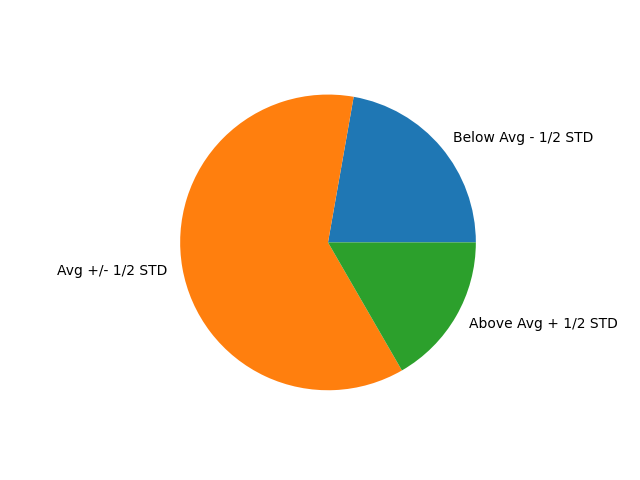 Below Avg - 1/2 STD
Avg +/- 1/2 STD
Above Avg + 1/2 STD